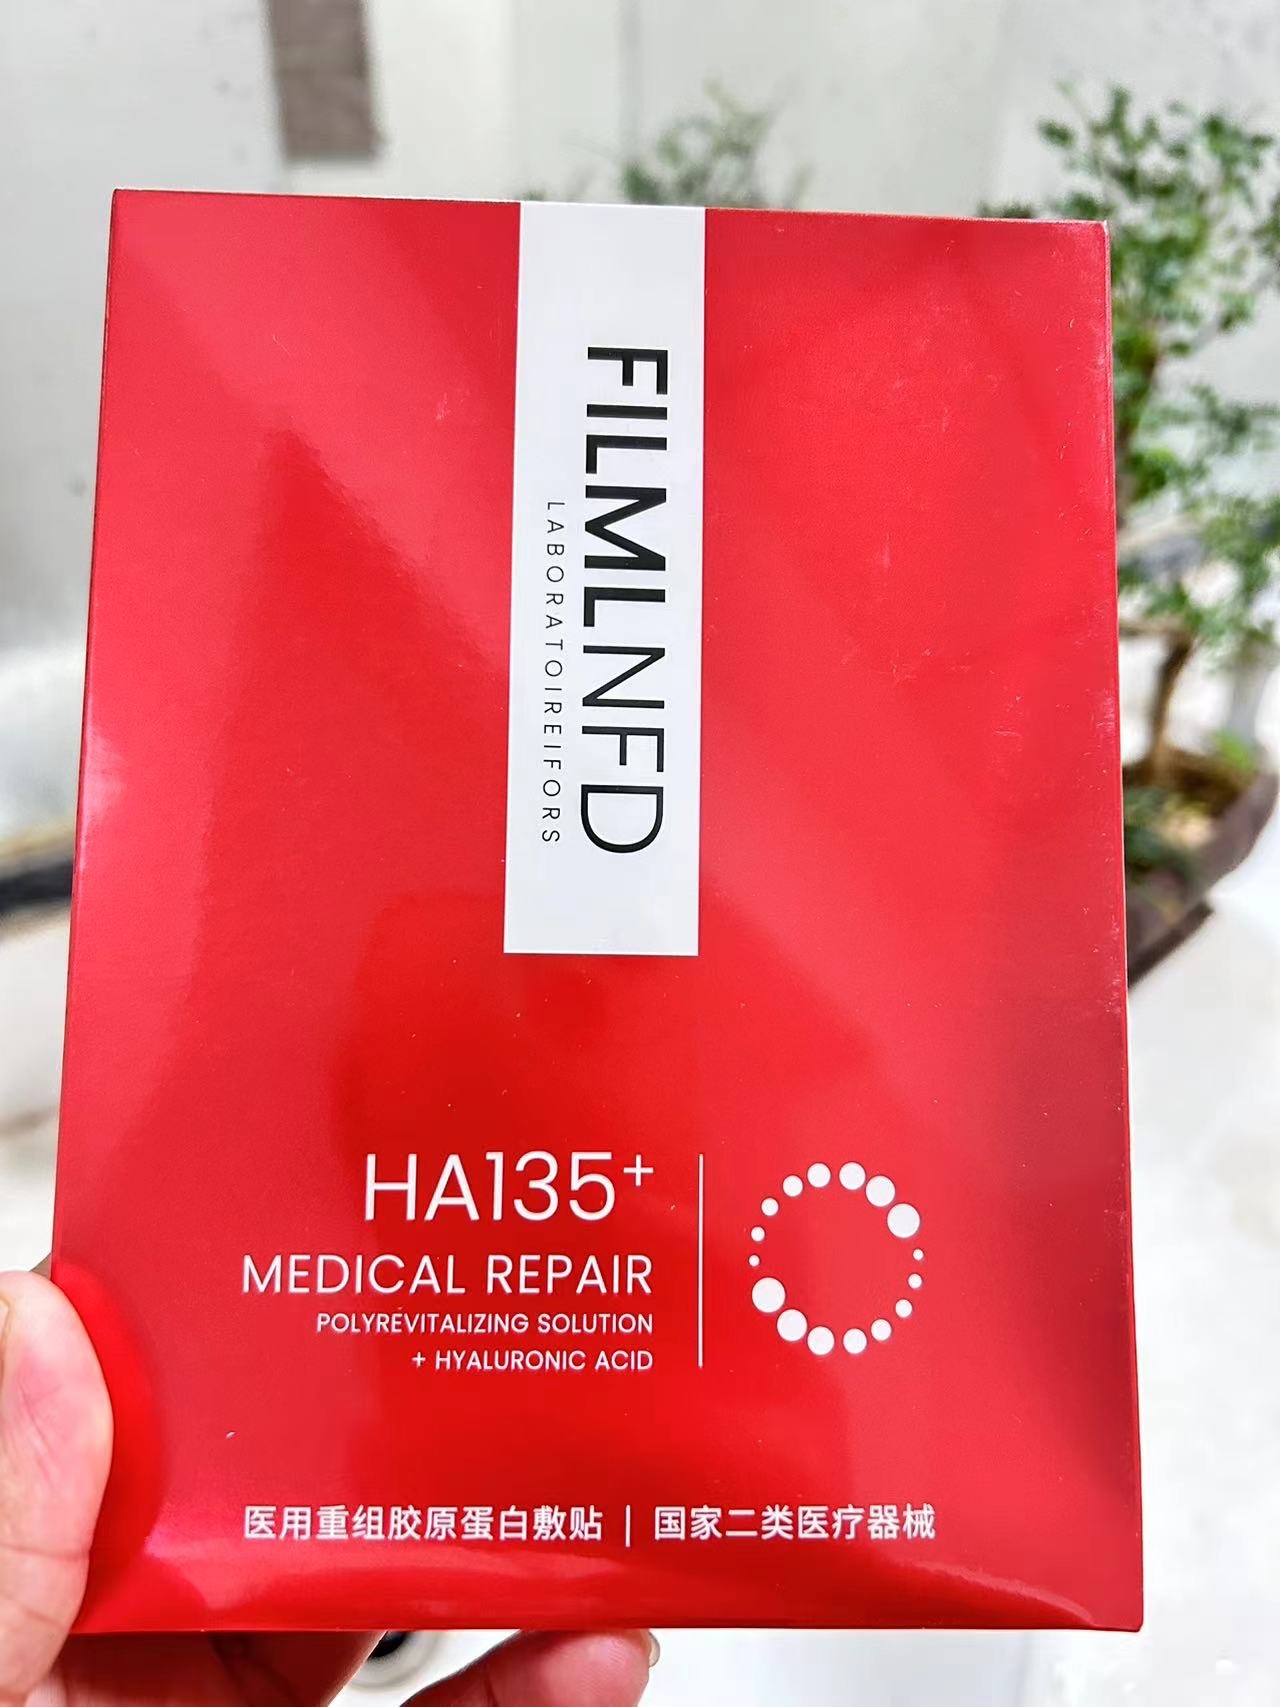 FILMLNFD
LABORATOIREIFORS
HA135+
MEDICAL REPAIR
POLYREVITALIZING SOLUTION
+ HYALURONIC ACID
医用重组胶原蛋白敷贴 | 国家二类医疗器械